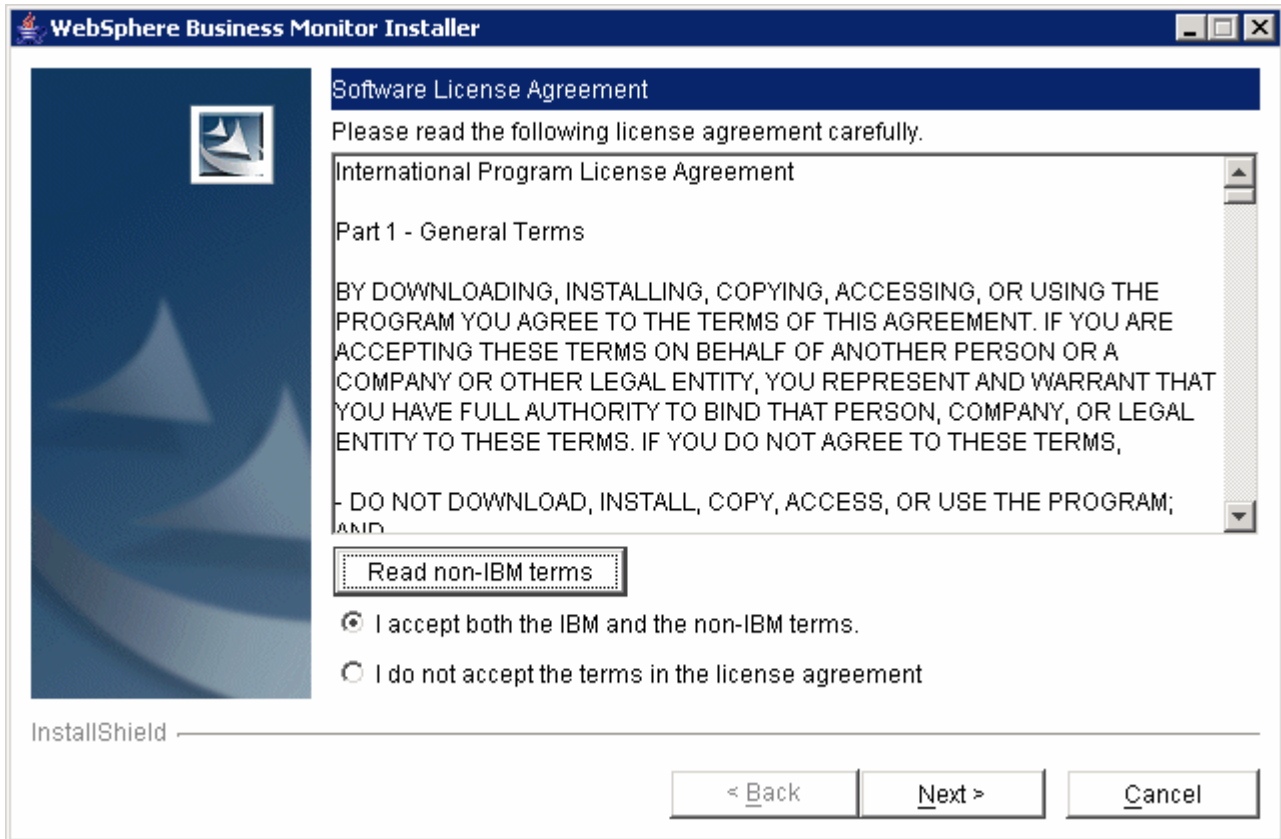 WebSphere Business Monitor Installer
Software License Agreement
Please read the following license agreement carefully.
International Program License Agreement
Part 1 - General Terms
BY DOWNLOADING, INSTALLING, COPYING, ACCESSING, OR USING THE
PROGRAM YOU AGREE TO THE TERMS OF THIS AGREEMENT. IF YOU ARE
ACCEPTING THESE TERMS ON BEHALF OF ANOTHER PERSON OR A
COMPANY OR OTHER LEGAL ENTITY, YOU REPRESENT AND WARRANT THAT
YOU HAVE FULL AUTHORITY TO BIND THAT PERSON, COMPANY, OR LEGAL
ENTITY TO THESE TERMS. IF YOU DO NOT AGREE TO THESE TERMS,
- DO NOT DOWNLOAD, INSTALL, COPY, ACCESS, OR USE THE PROGRAM;
AND
Read non-IBM terms
I accept both the IBM and the non-IBM terms.
I do not accept the terms in the license agreement
InstallShield
< Back
Next >
Cancel